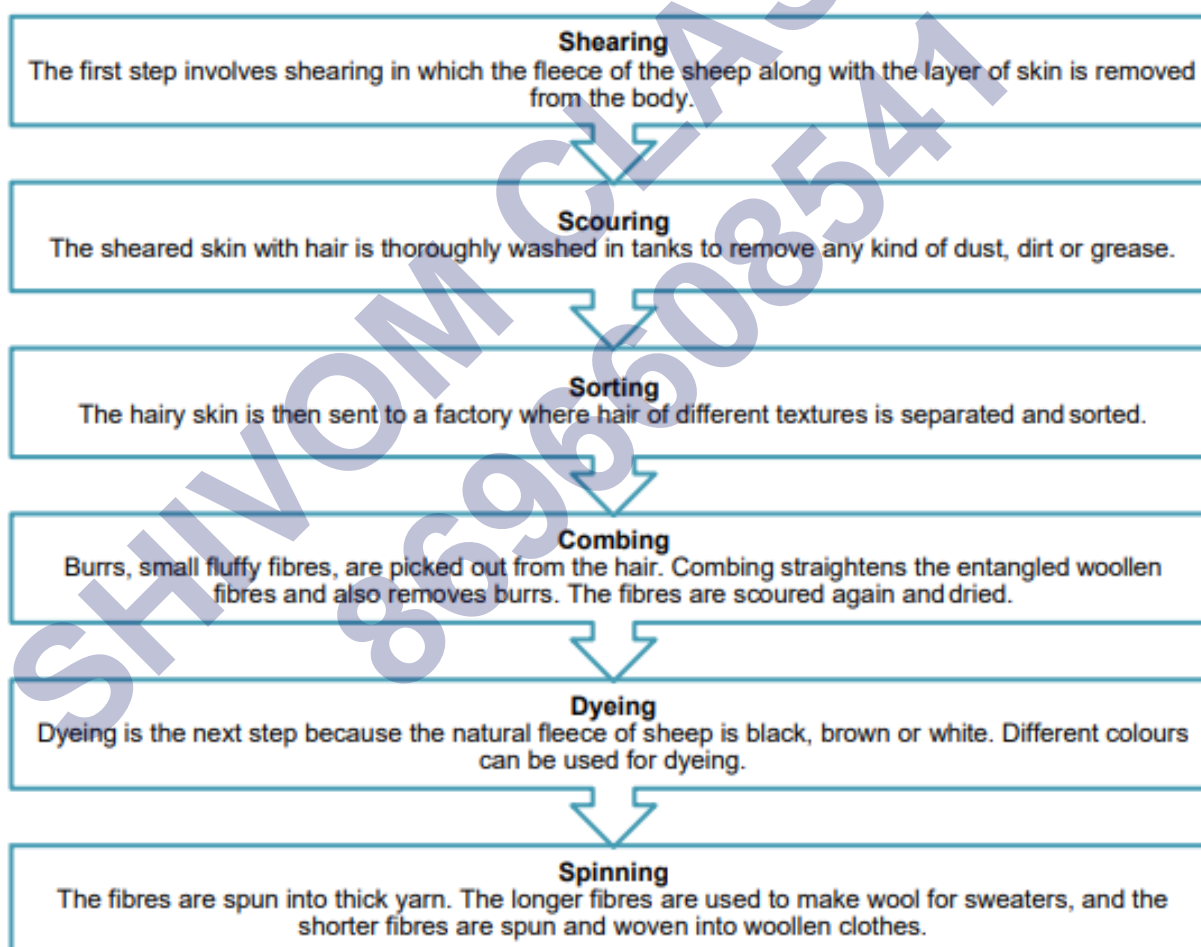 Shearing
The first step involves shearing in which the fleece of the sheep along with the layer of skin is removed
from the body.
Scouring
The sheared skin with hair is thoroughly washed in tanks to remove any kind of dust, dirt or grease.
Sorting
The hairy skin is then sent to a factory where hair of different textures is separated and sorted.
Combing
Burrs, small fluffy fibres, are picked out from the hair. Combing straightens the entangled woollen
fibres and also removes burrs. The fibres are scoured again and dried.
Dyeing
Dyeing is the next step because the natural fleece of sheep is black, brown or white. Different colours
can be used for dyeing.
Spinning
The fibres are spun into thick yarn. The longer fibres are used to make wool for sweaters, and the
shorter fibres are spun and woven into woollen clothes.
SHIVOM CLAS
8696608541